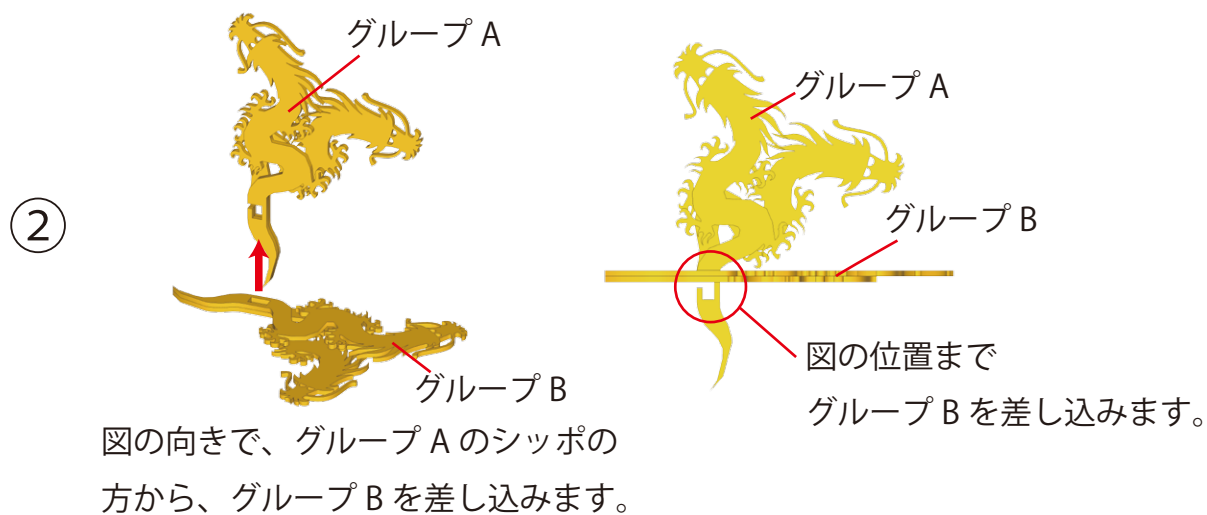 グループ A
グループ A
②
グループ B
グループ B
図の位置まで
グループ B を差し込みます。
図の向きで、グループ A のシッポの
方から、グループ B を差し込みます。